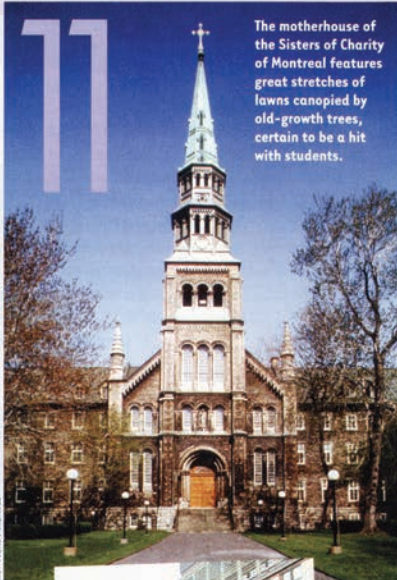 11
The motherhouse of
the Sisters of Charity
of Montreal features
great stretches of
lawns canopied by
old-growth trees,
certain to be a hit
with students.